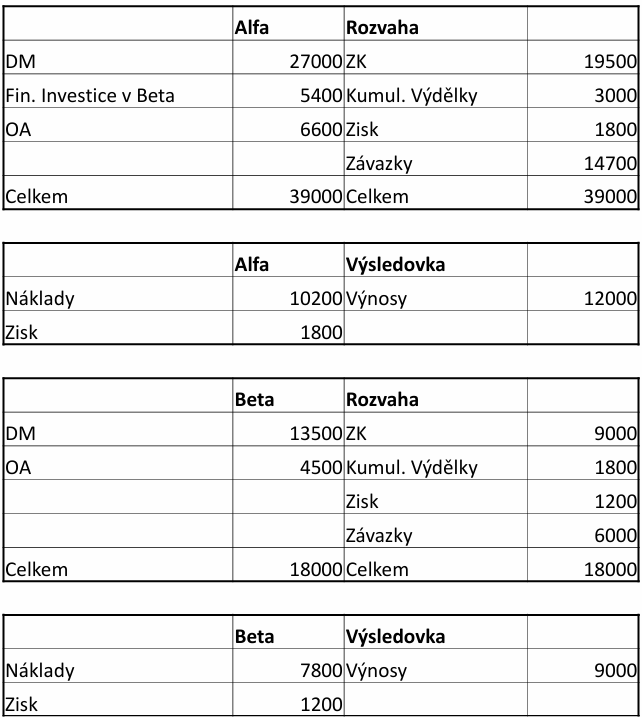 Alfa Rozvaha
DM 27000 ZK 19500
Fin. Investice v Beta 5400 Kumul. Výdělky 3000
OA 6600 Zisk 1800
Závazky 14700
Celkem 39000 Celkem 39000
Alfa Výsledovka
Náklady 10200 Výnosy 12000
Zisk 1800
Beta Rozvaha
DM 13500 ZK 9000
OA 4500 Kumul. Výdělky 1800
Zisk 1200
Závazky 6000
Celkem 18000 Celkem 18000
Beta Výsledovka
Náklady 7800 Výnosy 9000
Zisk 1200